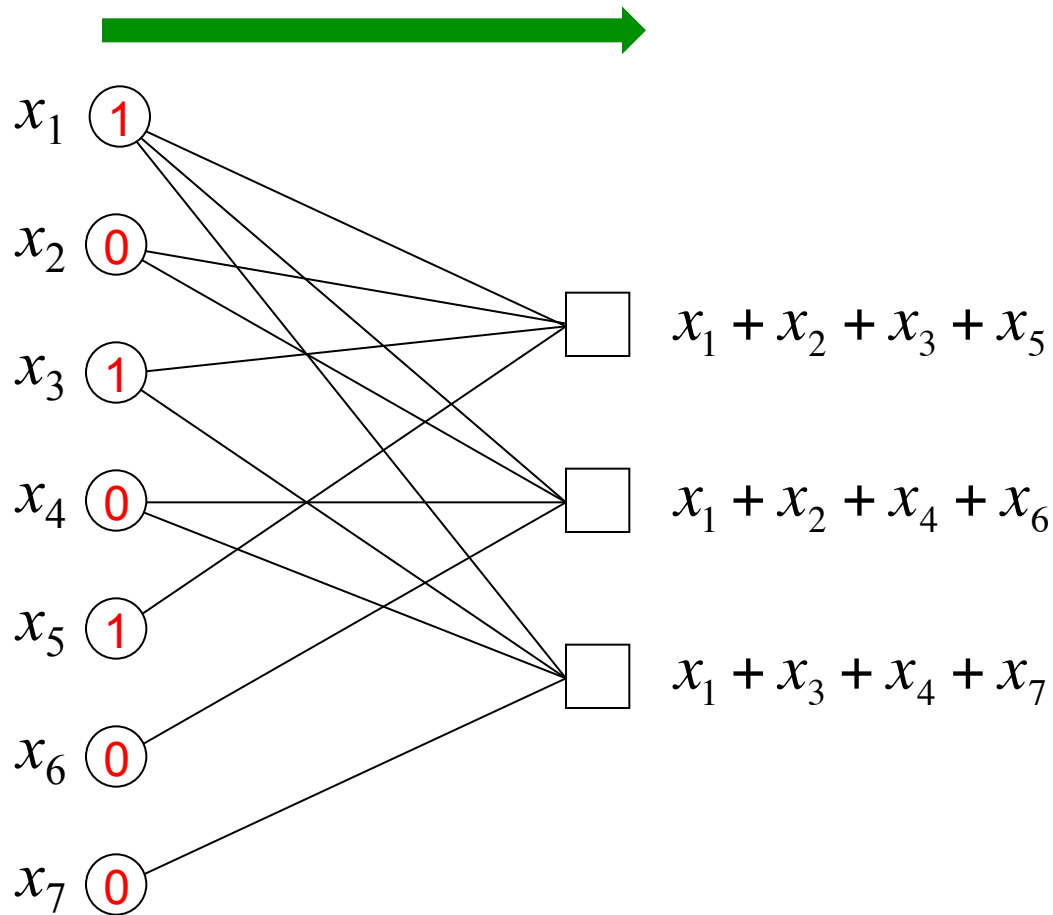 x₁ 1
x₂ 0
x₃ 1
x₁ + x₂ + x₃ + x₅
x₄ 0
x₁ + x₂ + x₄ + x₆
x₅ 1
x₁ + x₃ + x₄ + x₇
x₆ 0
x₇ 0